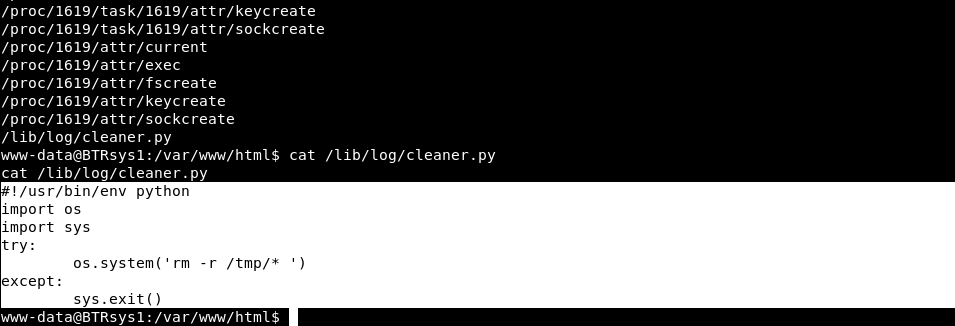 /proc/1619/task/1619/attr/keycreate
/proc/1619/task/1619/attr/sockcreate
/proc/1619/attr/current
/proc/1619/attr/exec
/proc/1619/attr/fscreate
/proc/1619/attr/keycreate
/proc/1619/attr/sockcreate
/lib/log/cleaner.py
www-data@BTRsys1:/var/www/html$ cat /lib/log/cleaner.py
cat /lib/log/cleaner.py
#!/usr/bin/env python
import os
import sys
try:
        os.system('rm -r /tmp/* ')
except:
        sys.exit()
www-data@BTRsys1:/var/www/html$